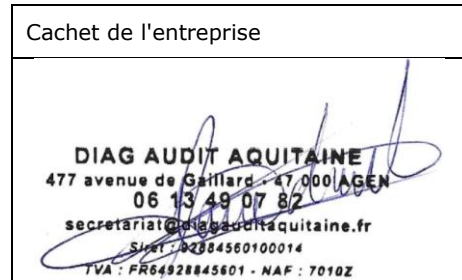 Cachet de l'entreprise
DIAG AUDIT AQUITAINE
477 avenue de Gaillard - 47 000 AGEN
06 13 49 07 82
secretariat@diagauditaquitaine.fr
Siret : 92884560100014
TVA : FR64928845601 - NAF : 7010Z